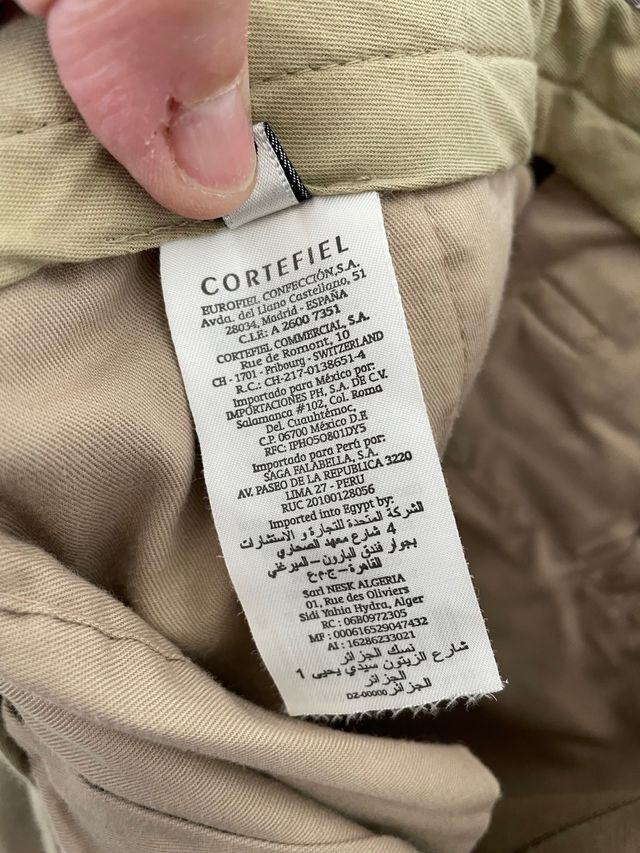 CORTEFIEL
EUROFIEL CONFECCIÓN,S.A.
Avda. del Llano Castellano, 51
28034, Madrid - ESPAÑA
C.I.F: A 2600 7351
CORTEFIEL COMMERCIAL, S.A.
Rue de Romont, 10
CH - 1701 - Fribourg - SWITZERLAND
R.C.: CH-217-0138651-4
Importado para México por:
IMPORTACIONES PH, S.A. DE C.V.
Salamanca #102, Col. Roma
Del. Cuauhtémoc,
C.P. 06700 México D.F.
RFC: IPH05O801DY5
Importado para Perú por:
SAGA FALABELLA, S.A.
AV. PASEO DE LA REPUBLICA 3220
LIMA 27 - PERU
RUC 20100128056
Imported into Egypt by:
الشركة المتحدة للتجارة و الاستشارات
4 شارع معهد الصحاري
بجوار فندق البارون-الميرغني
القاهرة-ج.م.ع
Sarl NESK ALGERIA
01, Rue des Oliviers
Sidi Yahia Hydra, Alger
RC : 06B0972305
MF : 000616529047432
AI : 16286233021
نسك الجزائر
1 شارع الزيتون سيدي يحيى
الجزائر
DZ-00000 الجزائر